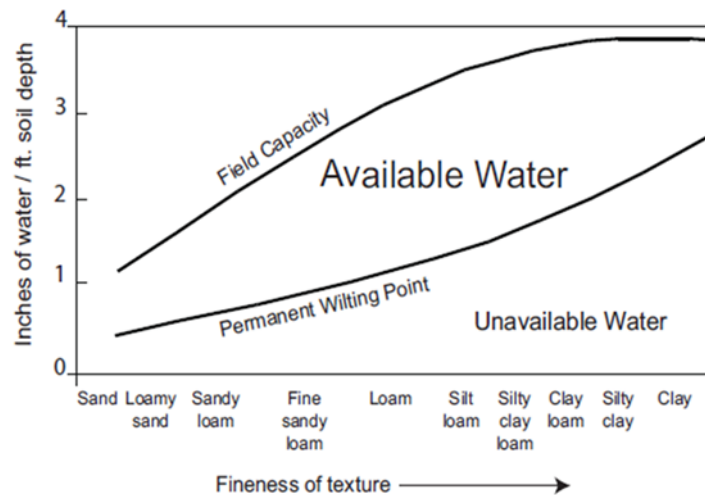 Inches of water / ft. soil depth
4
3
2
1
0
Field Capacity
Available Water
Permanent Wilting Point
Unavailable Water
Sand
Loamy
sand
Sandy
loam
Fine
sandy
loam
Loam
Silt
loam
Silty
clay
loam
Clay
loam
Silty
clay
Clay
Fineness of texture